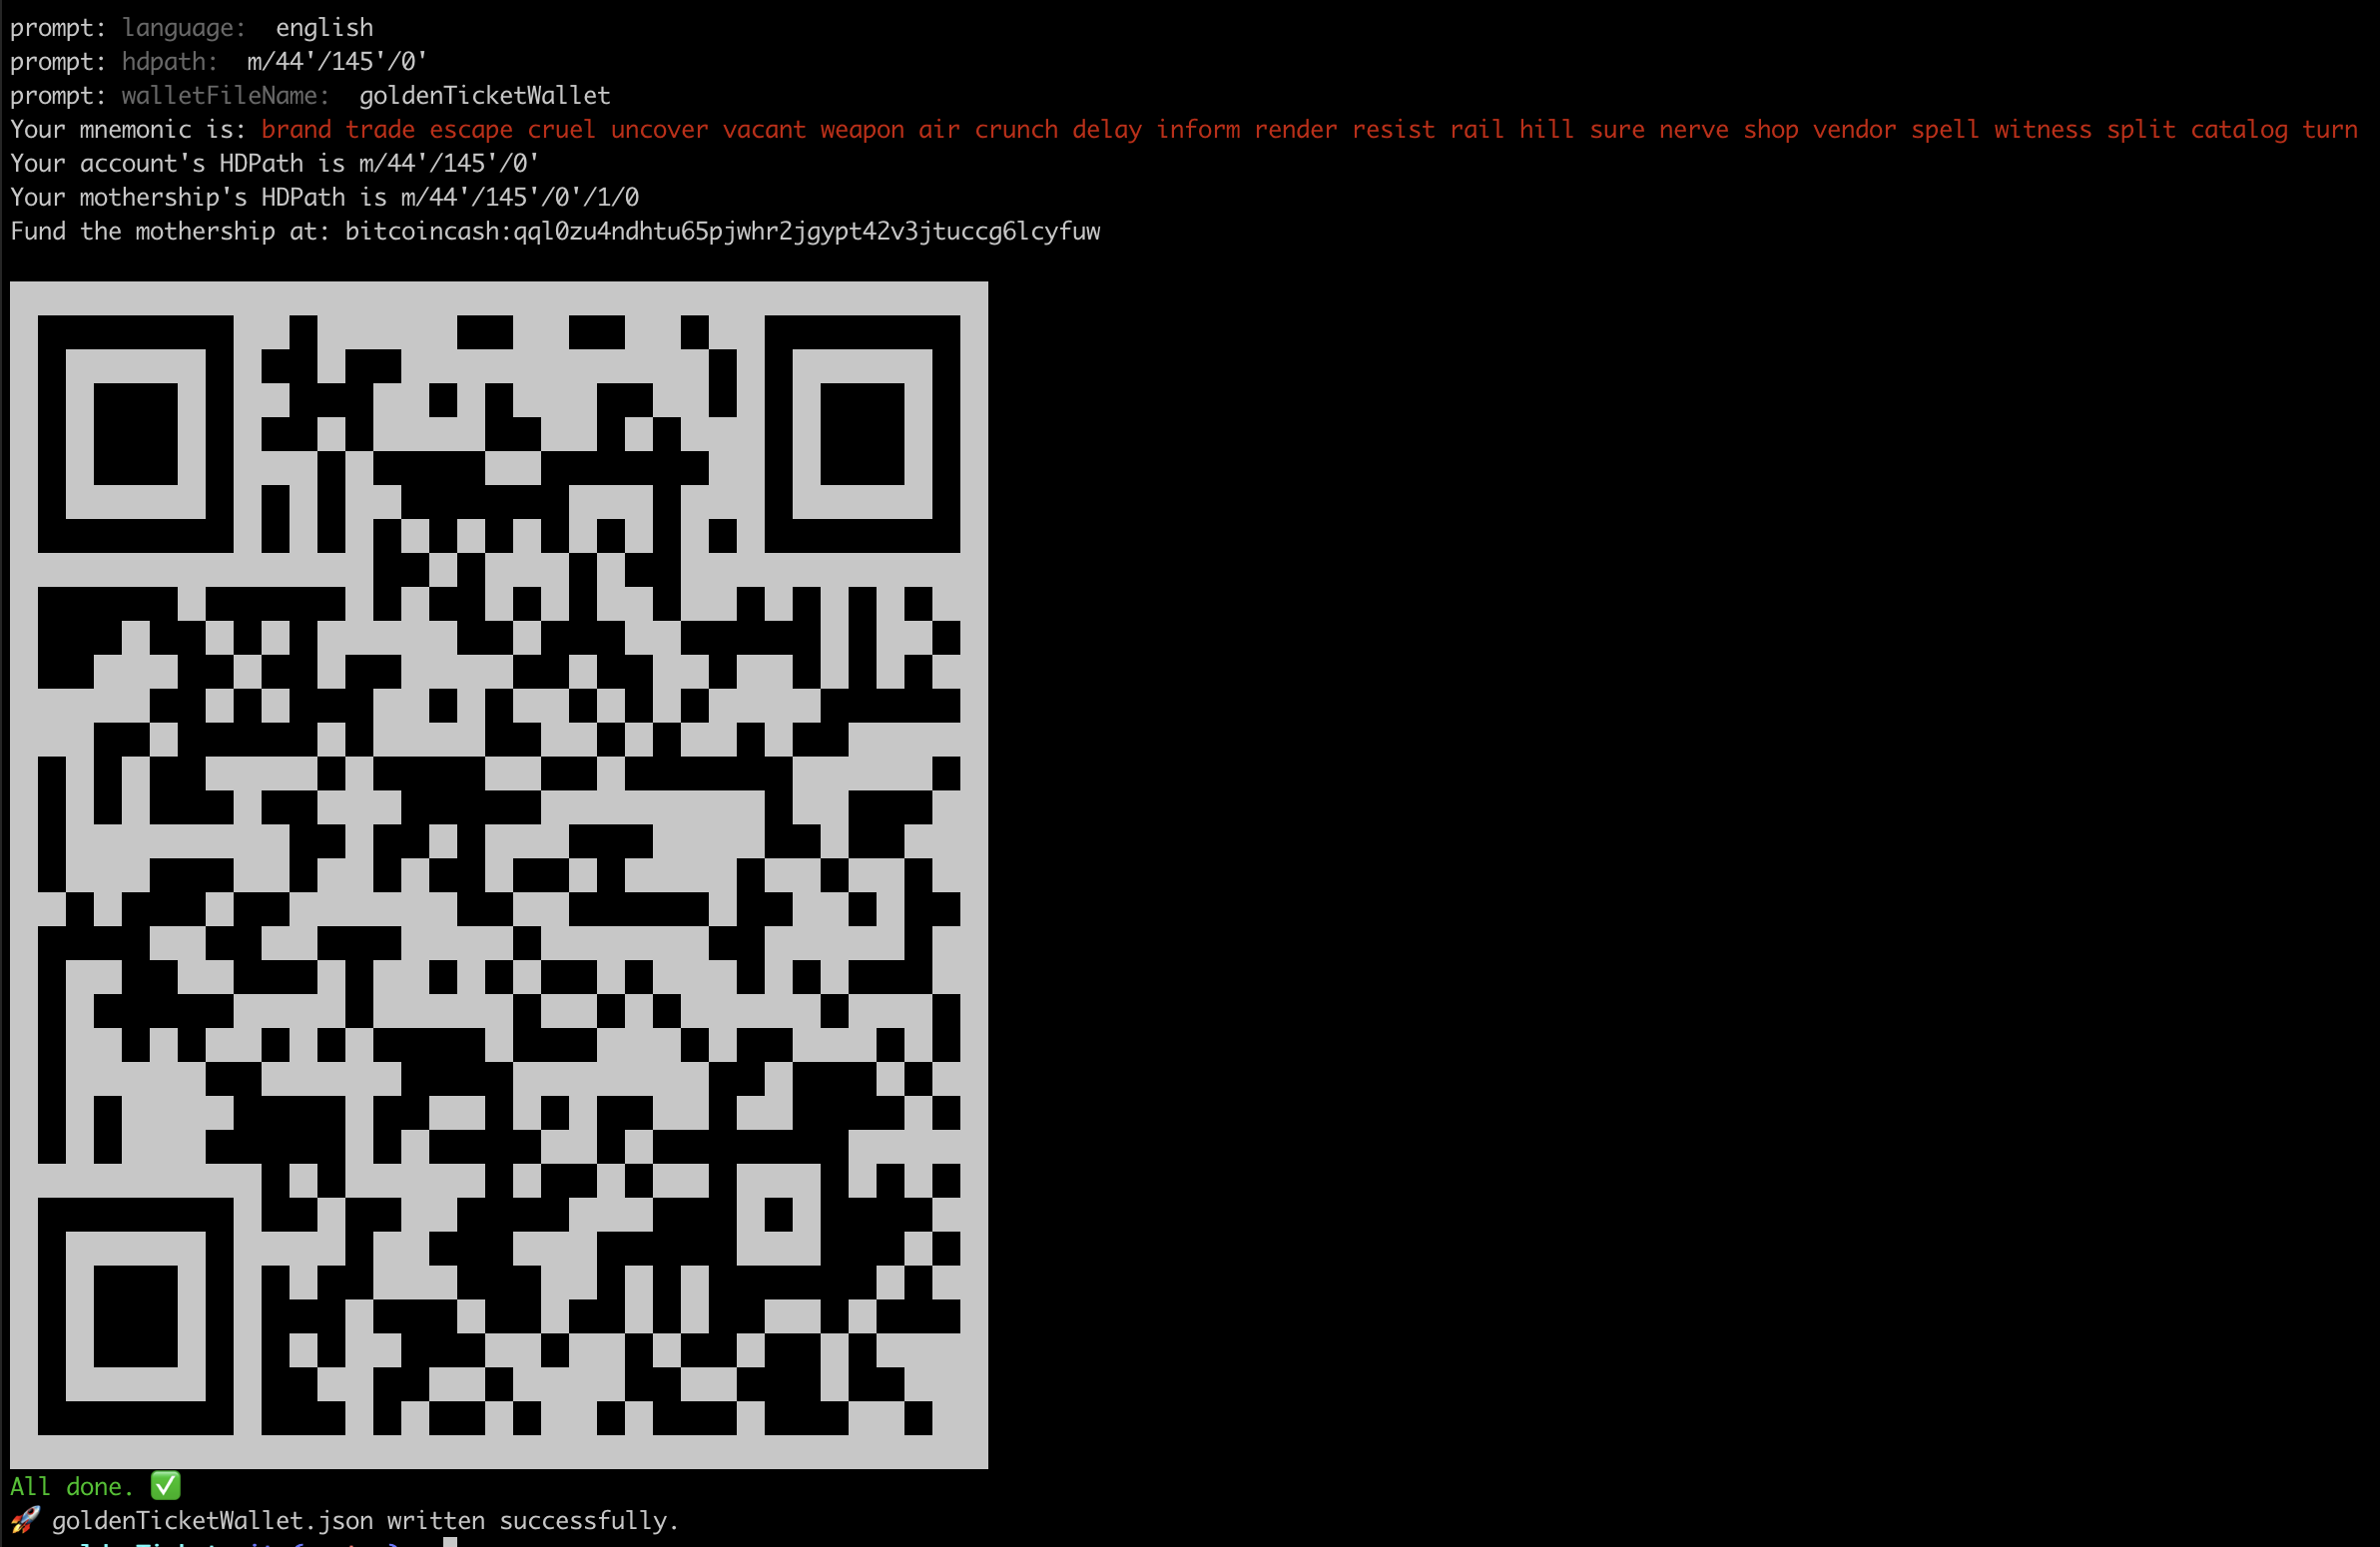 prompt: language:  english
prompt: hdpath:  m/44'/145'/0'
prompt: walletFileName:  goldenTicketWallet
Your mnemonic is: brand trade escape cruel uncover vacant weapon air crunch delay inform render resist rail hill sure nerve shop vendor spell witness split catalog turn
Your account's HDPath is m/44'/145'/0'
Your mothership's HDPath is m/44'/145'/0'/1/0
Fund the mothership at: bitcoincash:qql0zu4ndhtu65pjwhr2jgypt42v3jtuccg6lcyfuw
All done. ✅
🚀 goldenTicketWallet.json written successfully.